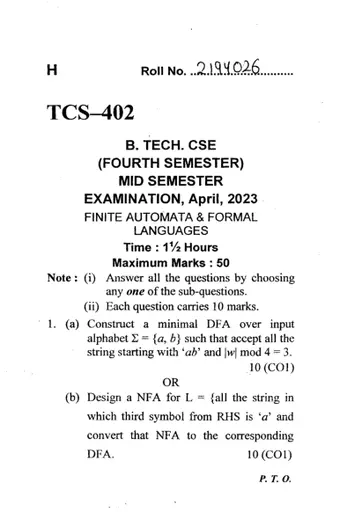 H Roll No. ..2194026...........
TCS–402
B. TECH. CSE
(FOURTH SEMESTER)
MID SEMESTER
EXAMINATION, April, 2023
FINITE AUTOMATA & FORMAL
LANGUAGES
Time : 1½ Hours
Maximum Marks : 50
Note : (i) Answer all the questions by choosing
any one of the sub-questions.
(ii) Each question carries 10 marks.
1. (a) Construct a minimal DFA over input
alphabet Σ = {a, b} such that accept all the
string starting with ‘ab’ and |w| mod 4 = 3.
10 (CO1)
OR
(b) Design a NFA for L = {all the string in
which third symbol from RHS is ‘a’ and
convert that NFA to the corresponding
DFA. 10 (CO1)
P. T. O.